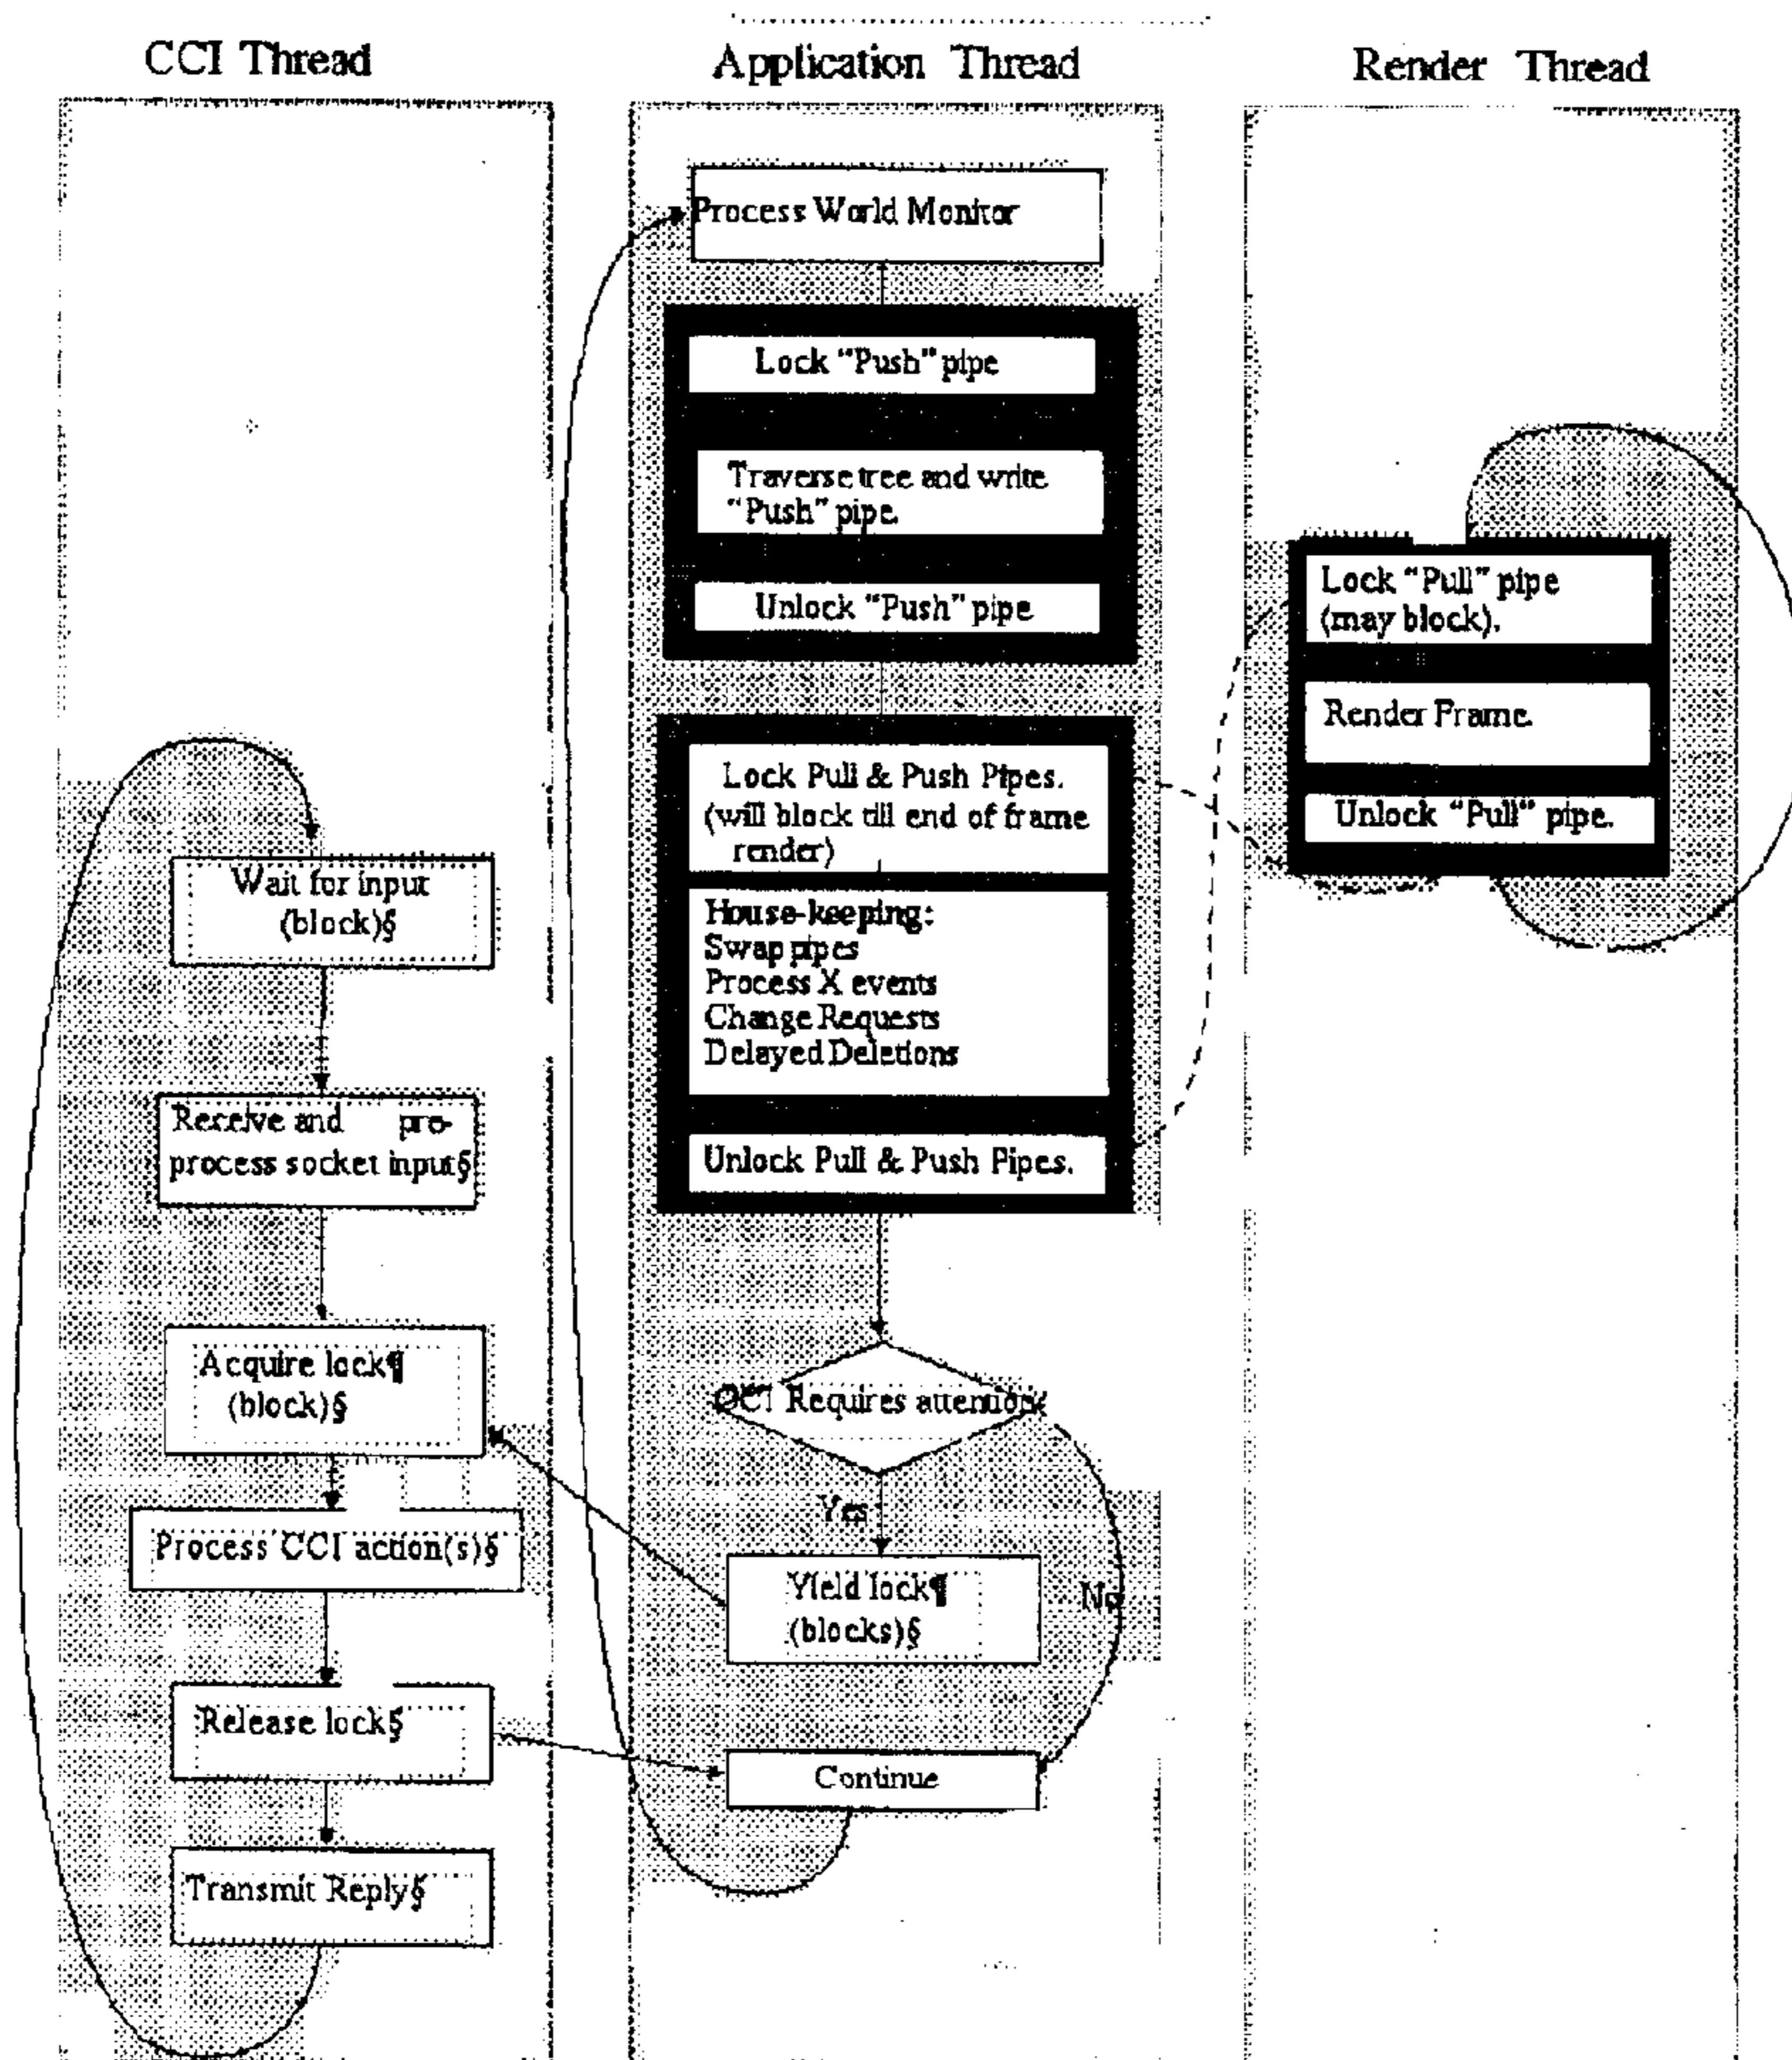 CCI Thread
Application Thread
Render Thread
Wait for input
(block)§
Receive and pre-
process socket input§
Acquire lock¶
(block)§
Process CCI action(s)§
Release lock§
Transmit Reply§
Process World Monitor
Lock “Push” pipe
Traverse tree and write
“Push” pipe.
Unlock “Push” pipe
Lock Pull & Push Pipes.
(will block till end of frame
render)
House-keeping:
Swap pipes
Process X events
Change Requests
Delayed Deletions
Unlock Pull & Push Pipes.
CCI Requires attention
Yes
No
Yield lock¶
(blocks)§
Continue
Lock “Pull” pipe
(may block).
Render Frame.
Unlock “Pull” pipe.